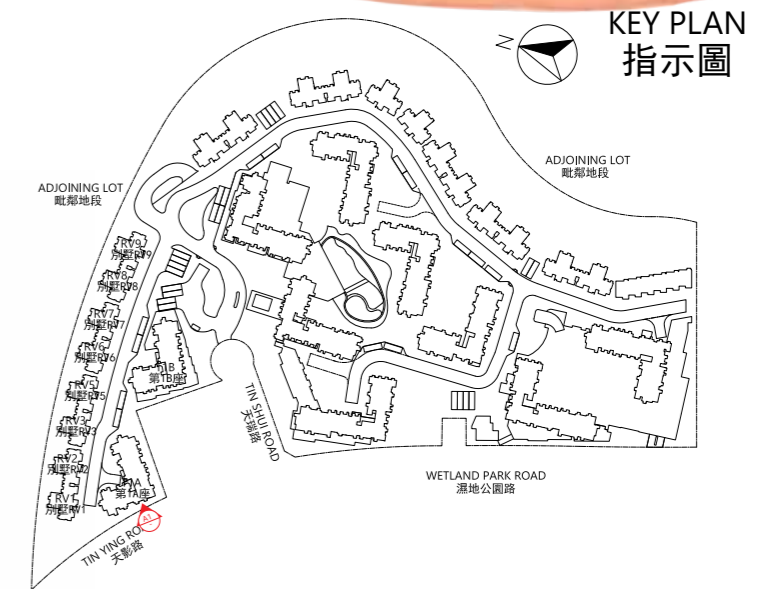 KEY PLAN
指示圖
N
ADJOINING LOT
毗鄰地段
ADJOINING LOT
毗鄰地段
RV9
別墅RV9
RV8
別墅RV8
RV7
別墅RV7
RV6
別墅RV6
RV5
別墅RV5
RV3
別墅RV3
RV2
別墅RV2
RV1
別墅RV1
T1B
第1B座
T1A
第1A座
TIN SHUI ROAD
天瑞路
WETLAND PARK ROAD
濕地公園路
TIN YING
天影路
A1